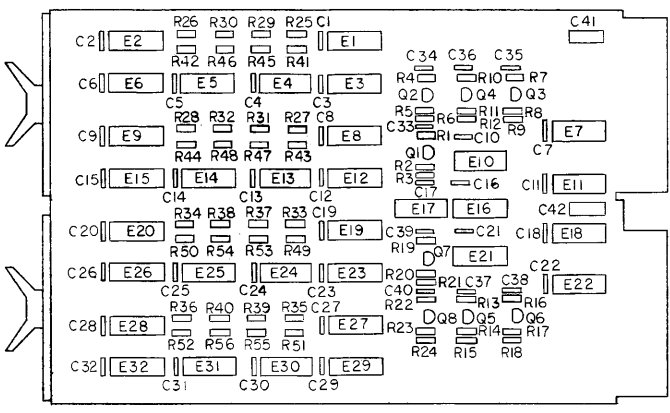 R26 R30 R29 R25 C1 C41
C2 E2 E1
R42 R46 R45 R41 C34 C36 C35
C6 E6 E5 E4 E3 R4 R10 R7
C5 C4 C3 Q2 Q4 Q3
R28 R32 R31 R27 C8 R5 R11 R8
C33 R6 R12 R9
C9 E9 E8 R1 C10 E7
R44 R48 R47 R43 Q1 E10 C7
R2
C15 E15 E14 E13 E12 R3 C16 C11 E11
C14 C13 C12 C17
R34 R38 R37 R33 C19 E17 E16 C42
C20 E20 E19 C39 C21 C18 E18
R50 R54 R53 R49 R19 Q7 E21
C26 E26 E25 E24 E23 R20 C22
C25 C24 C23 C40 R21 C37 C38 E22
R36 R40 R39 R35 C27 R22 R13 R16
C28 E28 E27 Q8 Q5 Q6
R52 R56 R55 R51 R23 R14 R17
R24 R15 R18
C32 E32 E31 E30 E29
C31 C30 C29